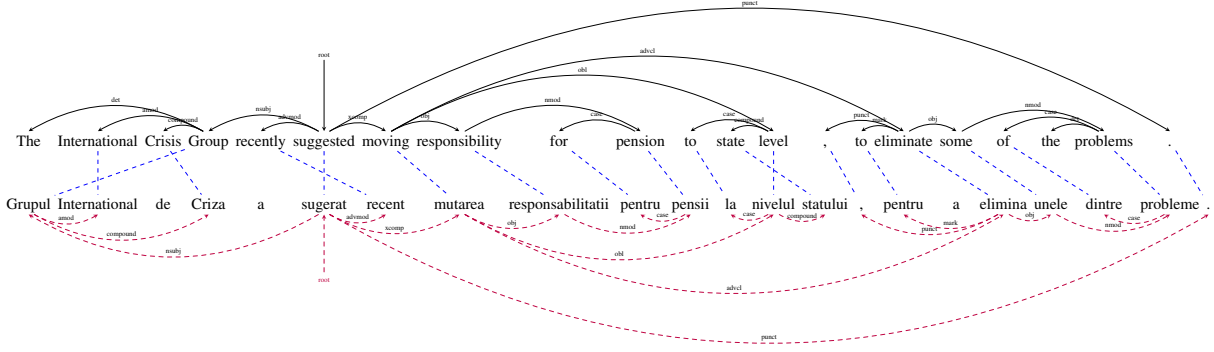 punct
advcl
root
obl
det nsubj nmod nmod
amod advmod xcomp obj case case compound punct mark obj case det
compound
The International Crisis Group recently suggested moving responsibility for pension to state level , to eliminate some of the problems .
Grupul International de Criza a sugerat recent mutarea responsabilitatii pentru pensii la nivelul statului , pentru a elimina unele dintre probleme .
amod advmod case case compound obj case
compound xcomp obj nmod mark nmod
nsubj obl punct
root advcl
punct